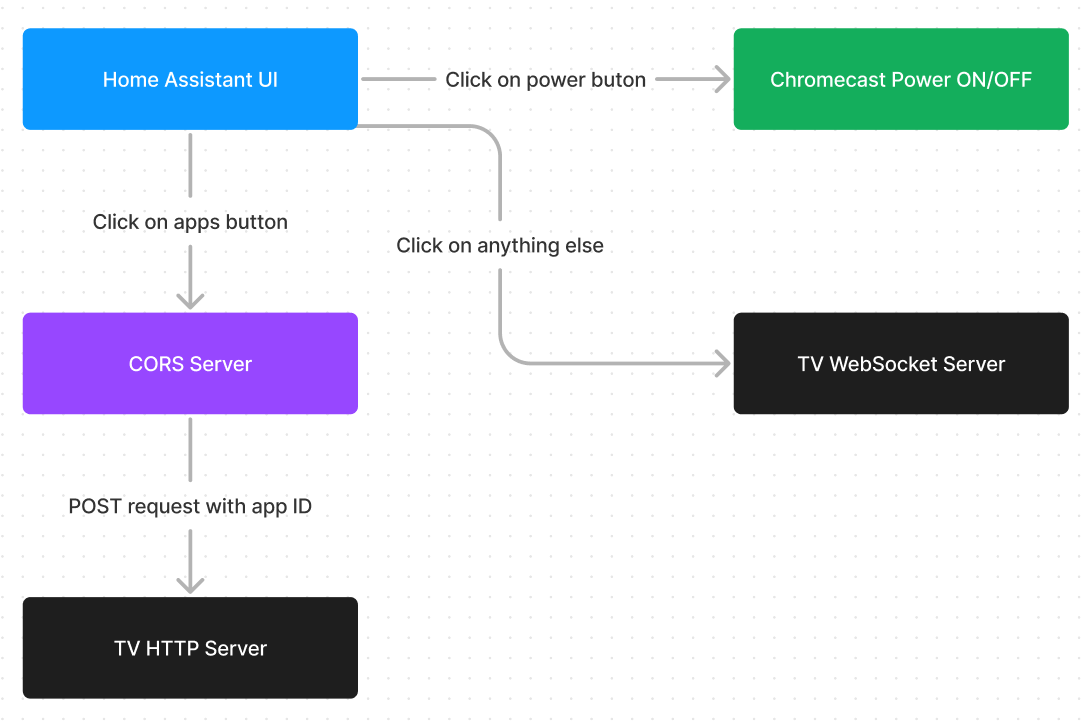 Home Assistant UI
Click on power buton
Chromecast Power ON/OFF
Click on apps button
Click on anything else
CORS Server
TV WebSocket Server
POST request with app ID
TV HTTP Server